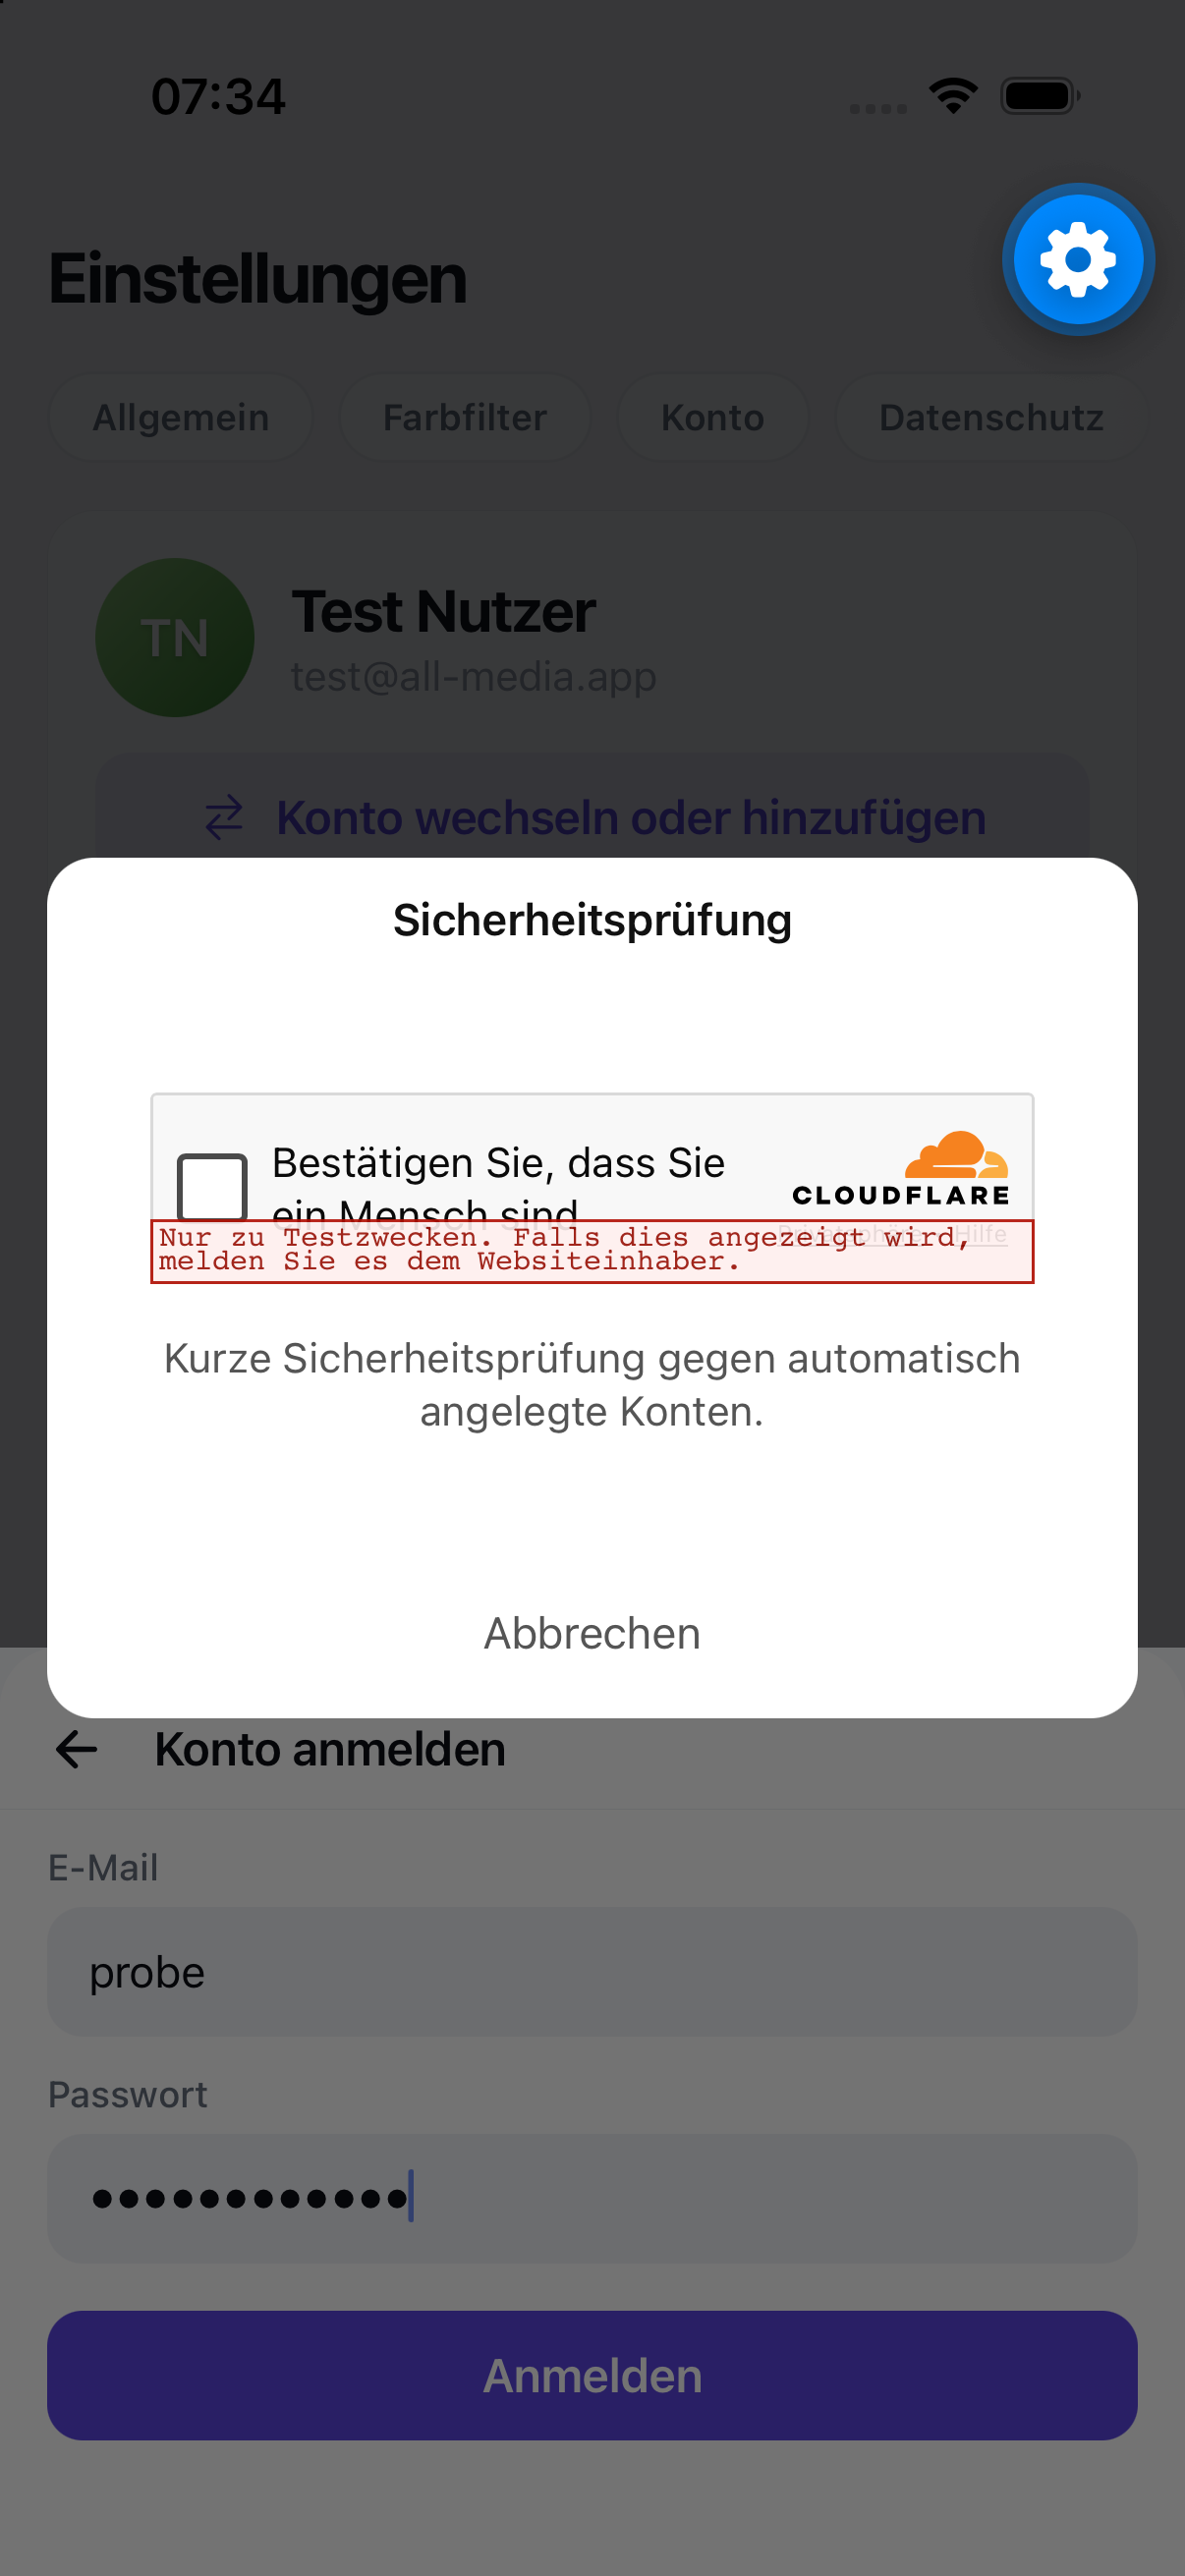 07:34
Einstellungen
Allgemein Farbfilter Konto Datenschutz
TN
Test Nutzer
test@all-media.app
Konto wechseln oder hinzufügen
Sicherheitsprüfung
Bestätigen Sie, dass Sie
ein Mensch sind
CLOUDFLARE
Privatsphäre Hilfe
Nur zu Testzwecken. Falls dies angezeigt wird,
melden Sie es dem Websiteinhaber.
Kurze Sicherheitsprüfung gegen automatisch
angelegte Konten.
Abbrechen
Konto anmelden
E-Mail
probe
Passwort
Anmelden